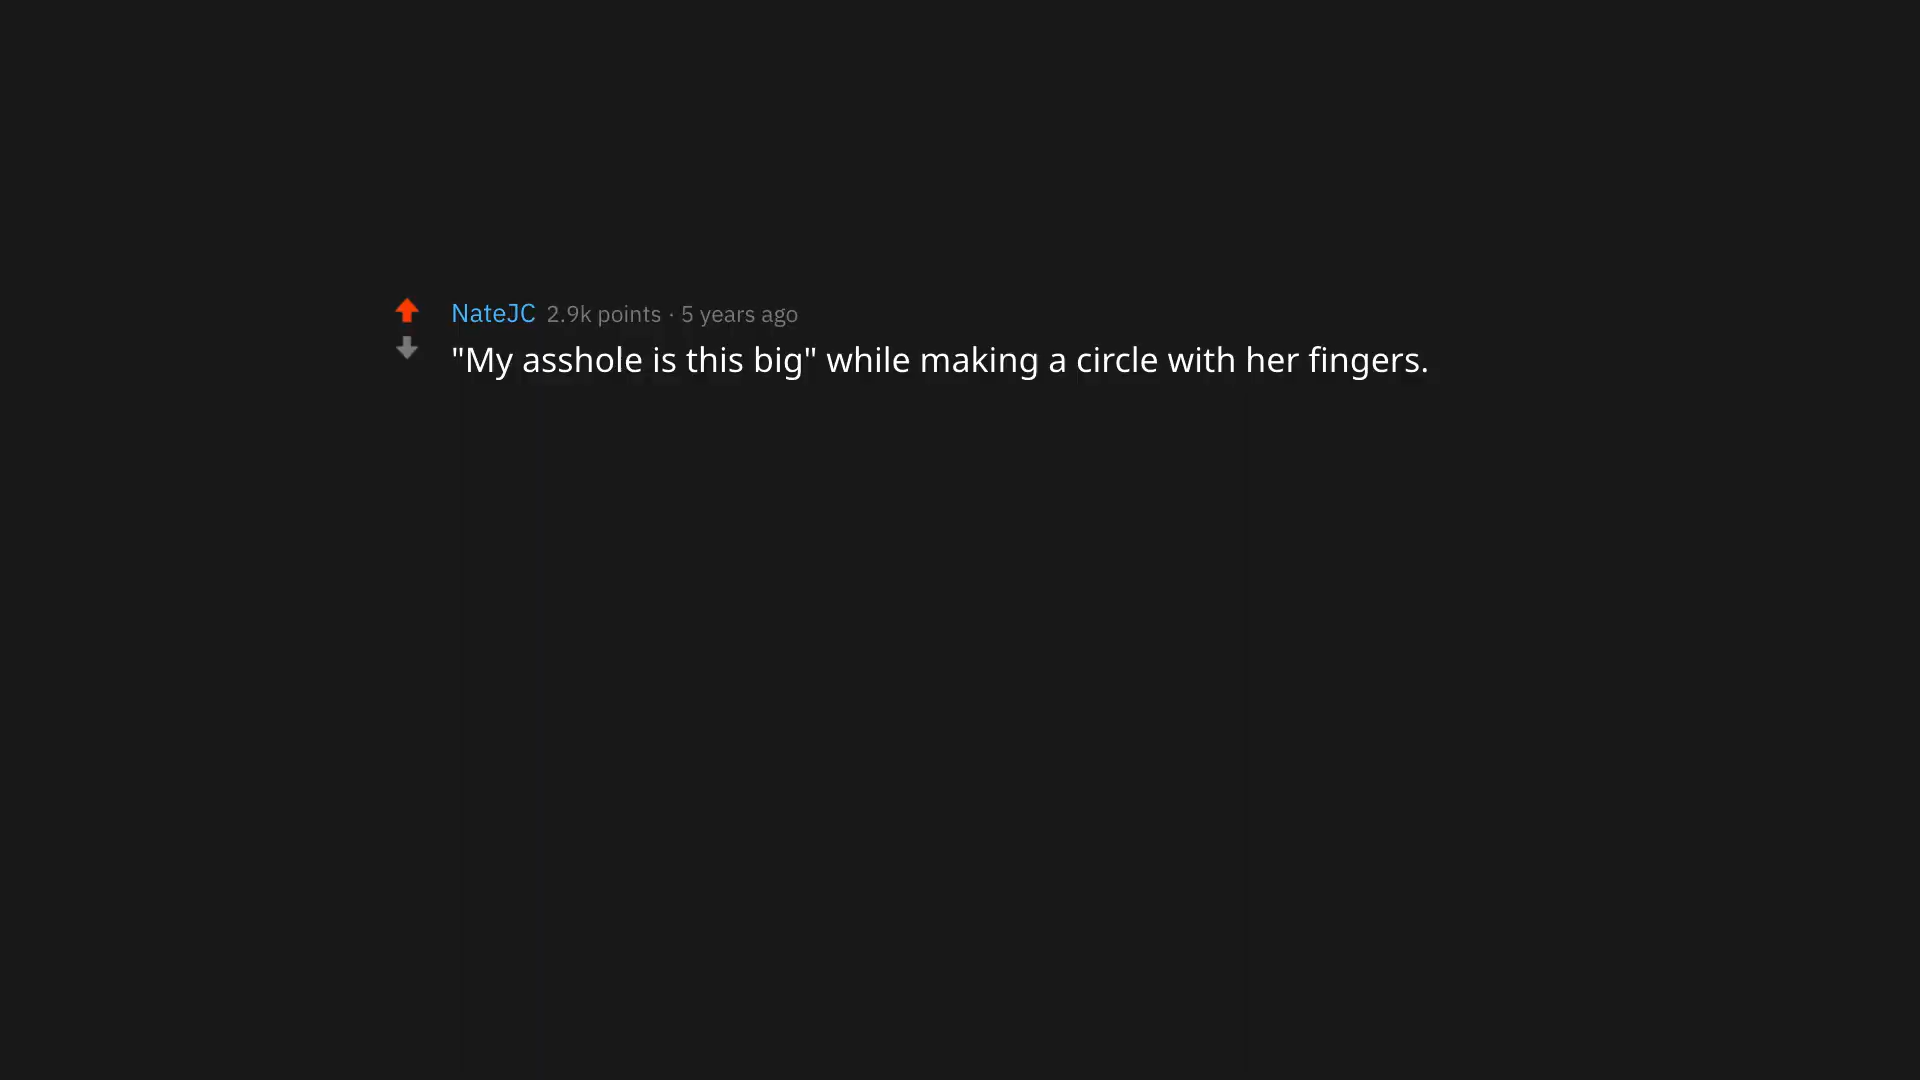 NateJC 2.9k points · 5 years ago
"My asshole is this big" while making a circle with her fingers.